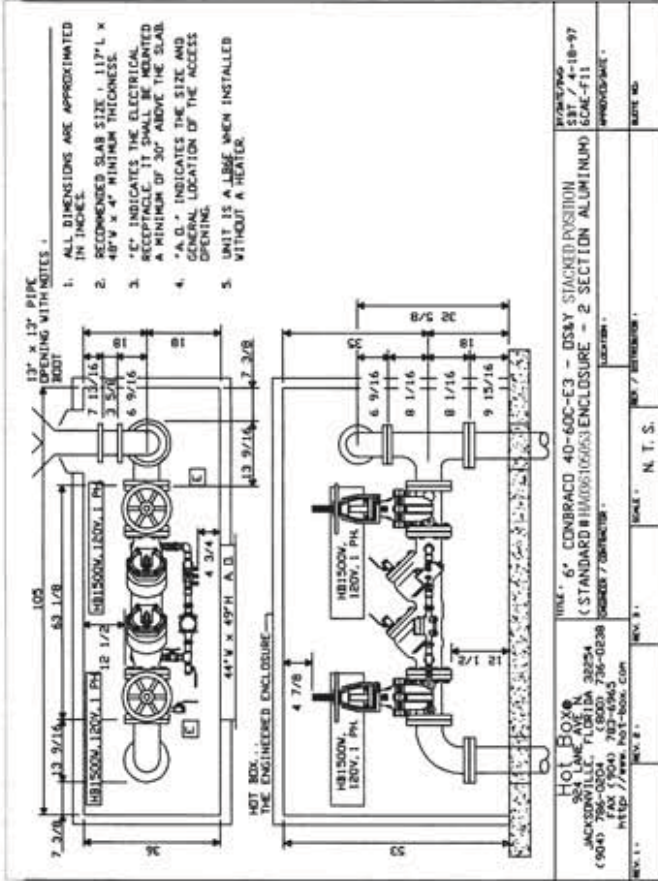 13" x 13" PIPE
OPENING WITH
BOOT
NOTES :
1. ALL DIMENSIONS ARE APPROXIMATED
IN INCHES.
2. RECOMMENDED SLAB SIZE : 117"L x
48"W x 4" MINIMUM THICKNESS.
3. "E" INDICATES THE ELECTRICAL
RECEPTACLE. IT SHALL BE MOUNTED
A MINIMUM OF 30" ABOVE THE SLAB.
4. "A.O." INDICATES THE SIZE AND
GENERAL LOCATION OF THE ACCESS
OPENING.
5. UNIT IS A LBGE WHEN INSTALLED
WITHOUT A HEATER.
105
7 3/8
13 9/16
63 1/8
12 1/2
HB1500W,120V,1 PH.
HB1500W,120V,1 PH.
7 13/16
3 5/8
6 9/16
18
18
36
E
E
4 3/4
13 9/16
7 3/8
44"W x 49"H A.O.
HOT BOX...
THE ENGINEERED ENCLOSURE
4 7/8
HB1500W,
120V,1 PH.
HB1500W,
120V,1 PH.
12 1/2
53
35
18
32 5/8
6 9/16
8 1/16
8 1/16
9 15/16
Hot Box®
924 LANE AVE N.
JACKSONVILLE, FLORIDA 32254
(904) 786-0204 (800) 736-0238
FAX (904) 783-6965
http://www.hot-box.com
TITLE : 6" CONBRACO 40-60C-E3 - OS&Y STACKED POSITION
ENCLOSURE - 2 SECTION ALUMINUM)
BY/DATE/DWG
SBT / 4-18-97
6CAE-F11
ENGINEER / CONTRACTOR :
LOCATION :
APPROVED/DATE :
REV. 1 :
REV. 2 :
REV. 3 :
SCALE :
N. T. S.
REP. / DISTRIBUTOR :
QUOTE NO.